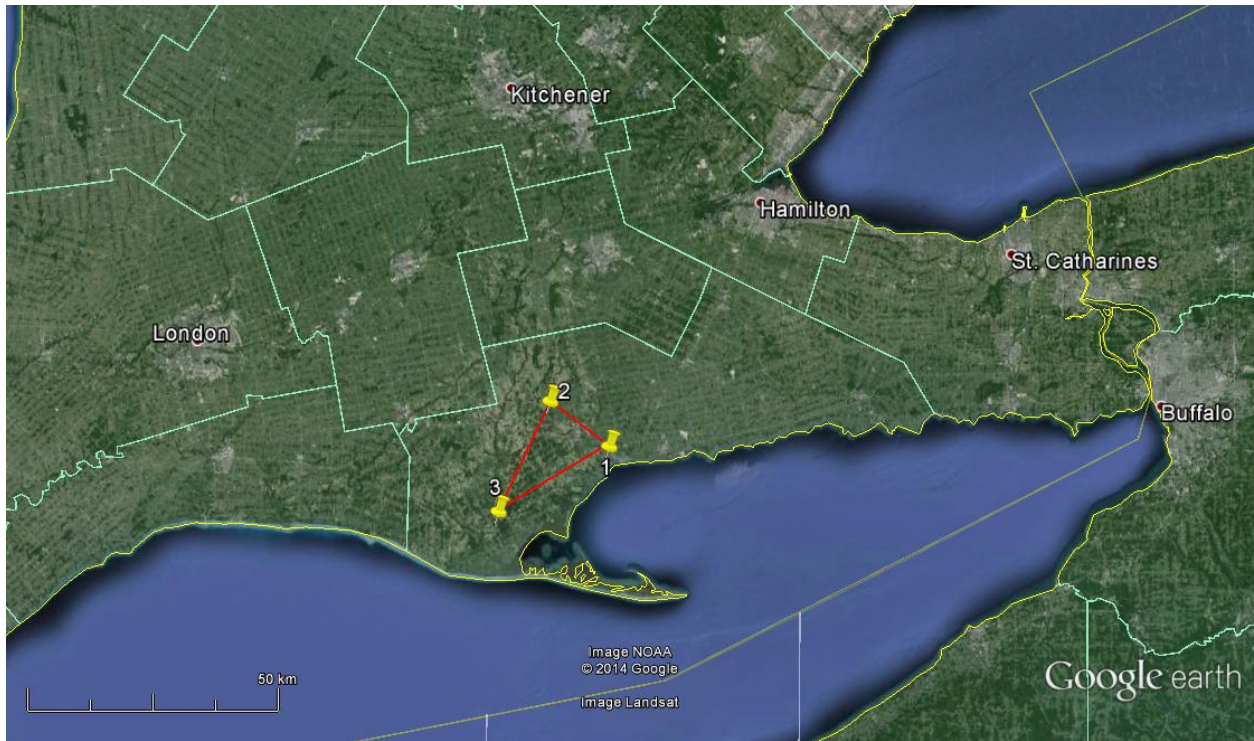 Kitchener
Hamilton
St. Catharines
London
2
Buffalo
1
3
Image NOAA
© 2014 Google
50 km
Image Landsat
Google earth